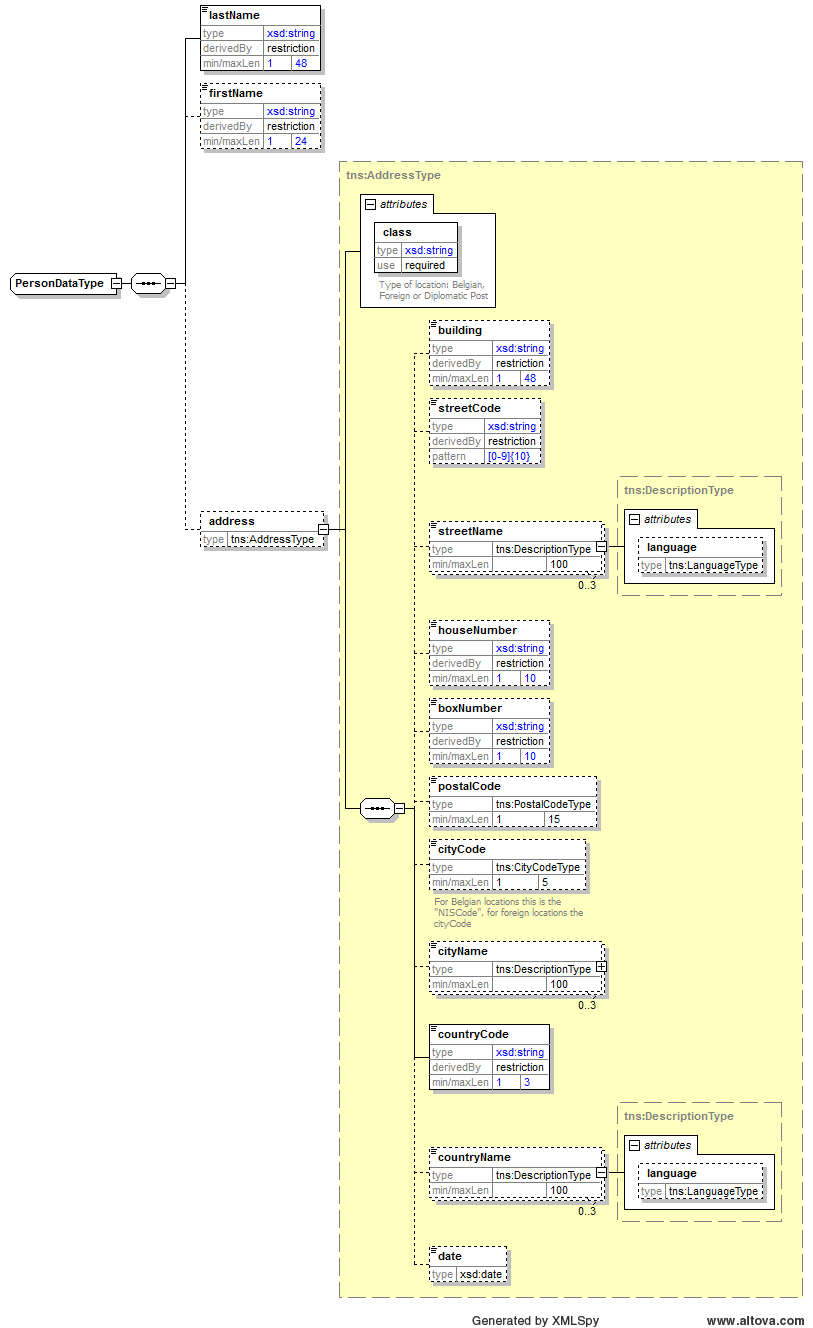 lastName
type xsd:string
derivedBy restriction
min/maxLen 1 48
firstName
type xsd:string
derivedBy restriction
min/maxLen 1 24
tns:AddressType
attributes
class
type xsd:string
use required
Type of location: Belgian,
Foreign or Diplomatic Post
PersonDataType
building
type xsd:string
derivedBy restriction
min/maxLen 1 48
streetCode
type xsd:string
derivedBy restriction
pattern [0-9]{10}
address
type tns:AddressType
streetName
type tns:DescriptionType
min/maxLen 100
0..3
tns:DescriptionType
attributes
language
type tns:LanguageType
houseNumber
type xsd:string
derivedBy restriction
min/maxLen 1 10
boxNumber
type xsd:string
derivedBy restriction
min/maxLen 1 10
postalCode
type tns:PostalCodeType
min/maxLen 1 15
cityCode
type tns:CityCodeType
min/maxLen 1 5
For Belgian locations this is the
"NISCode", for foreign locations the
cityCode
cityName
type tns:DescriptionType
min/maxLen 100
0..3
countryCode
type xsd:string
derivedBy restriction
min/maxLen 1 3
countryName
type tns:DescriptionType
min/maxLen 100
0..3
tns:DescriptionType
attributes
language
type tns:LanguageType
date
type xsd:date
Generated by XMLSpy www.altova.com